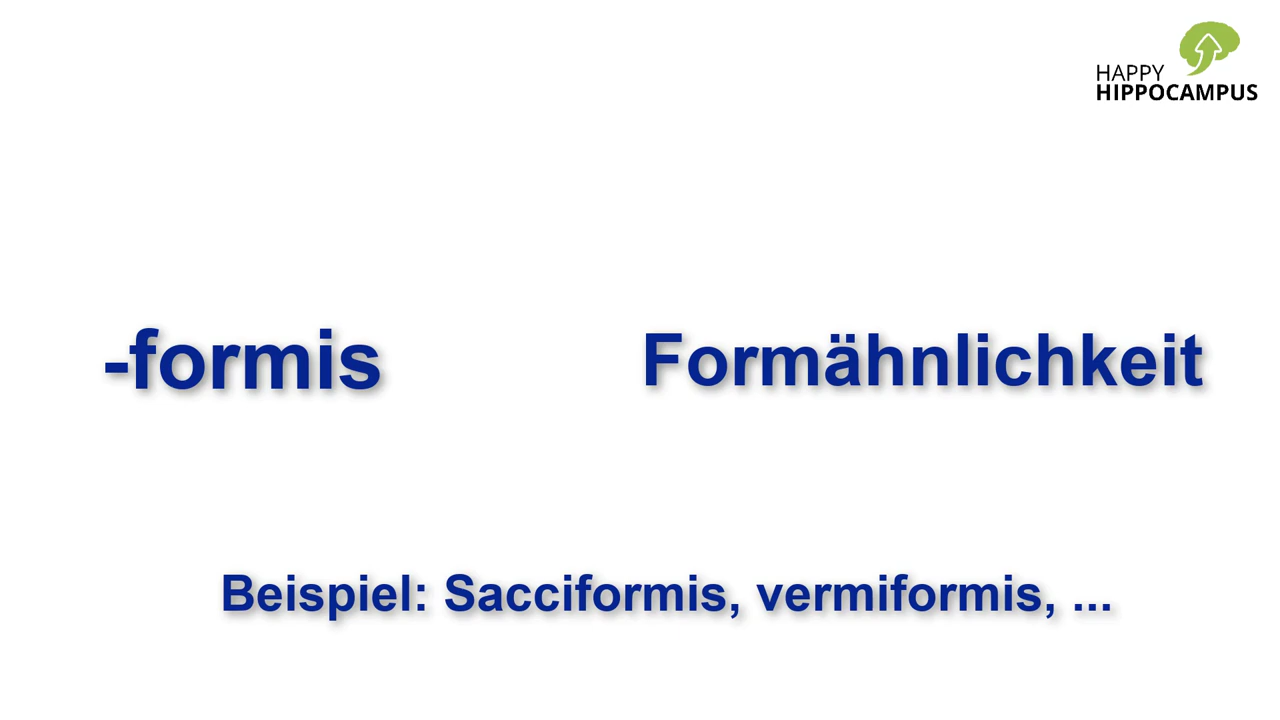 HAPPY
HIPPOCAMPUS
-formis
Formähnlichkeit
Beispiel: Sacciformis, vermiformis, ...